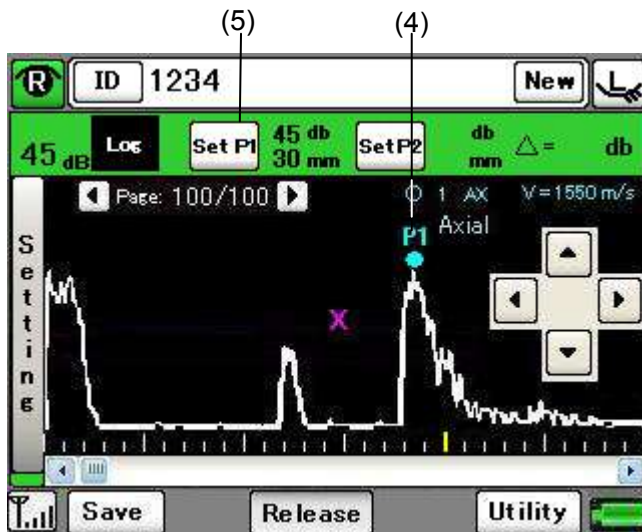 (5) (4)
R ID 1234 New L
45 dB Log Set P1 45 db 30 mm Set P2 db mm △= db
Page: 100/100 1 AX V=1550 m/s
P1 Axial
Setting
X
Save Release Utility